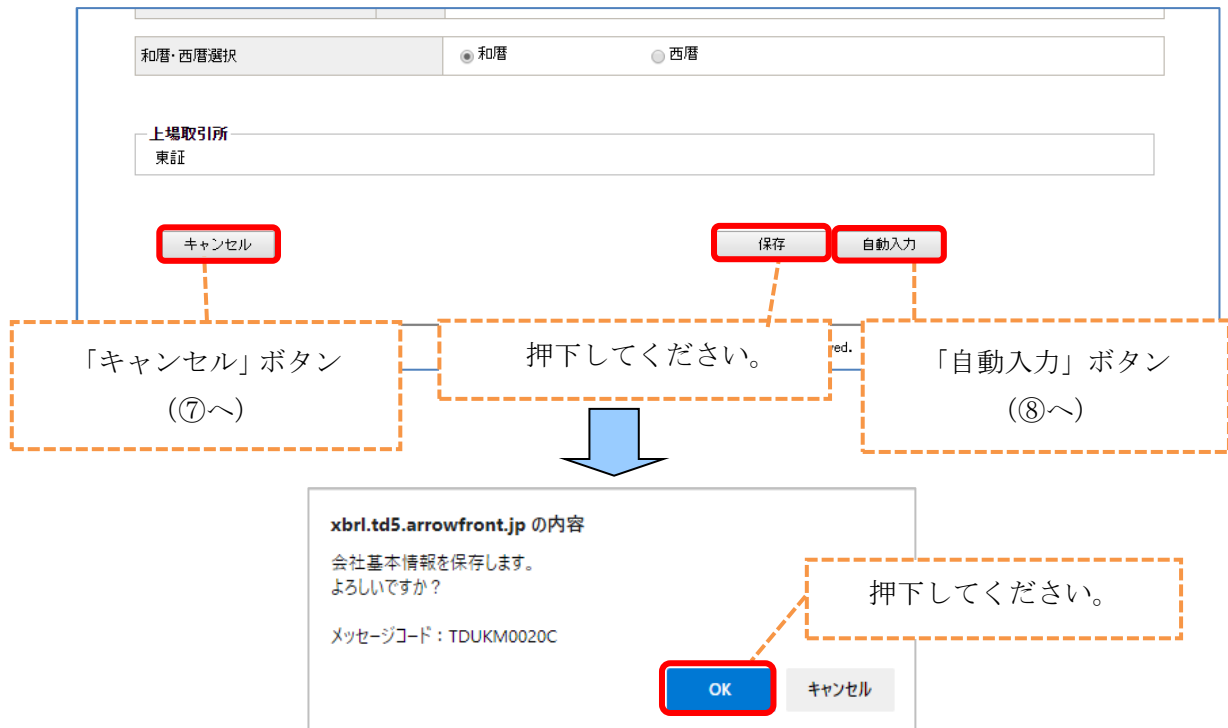 和暦・西暦選択
和暦
西暦
上場取引所
東証
キャンセル
保存
自動入力
「キャンセル」ボタン
(⑦へ)
押下してください。
ved.
「自動入力」ボタン
(⑧へ)
xbrl.td5.arrowfront.jp の内容
会社基本情報を保存します。
よろしいですか？
メッセージコード：TDUKM0020C
押下してください。
OK
キャンセル